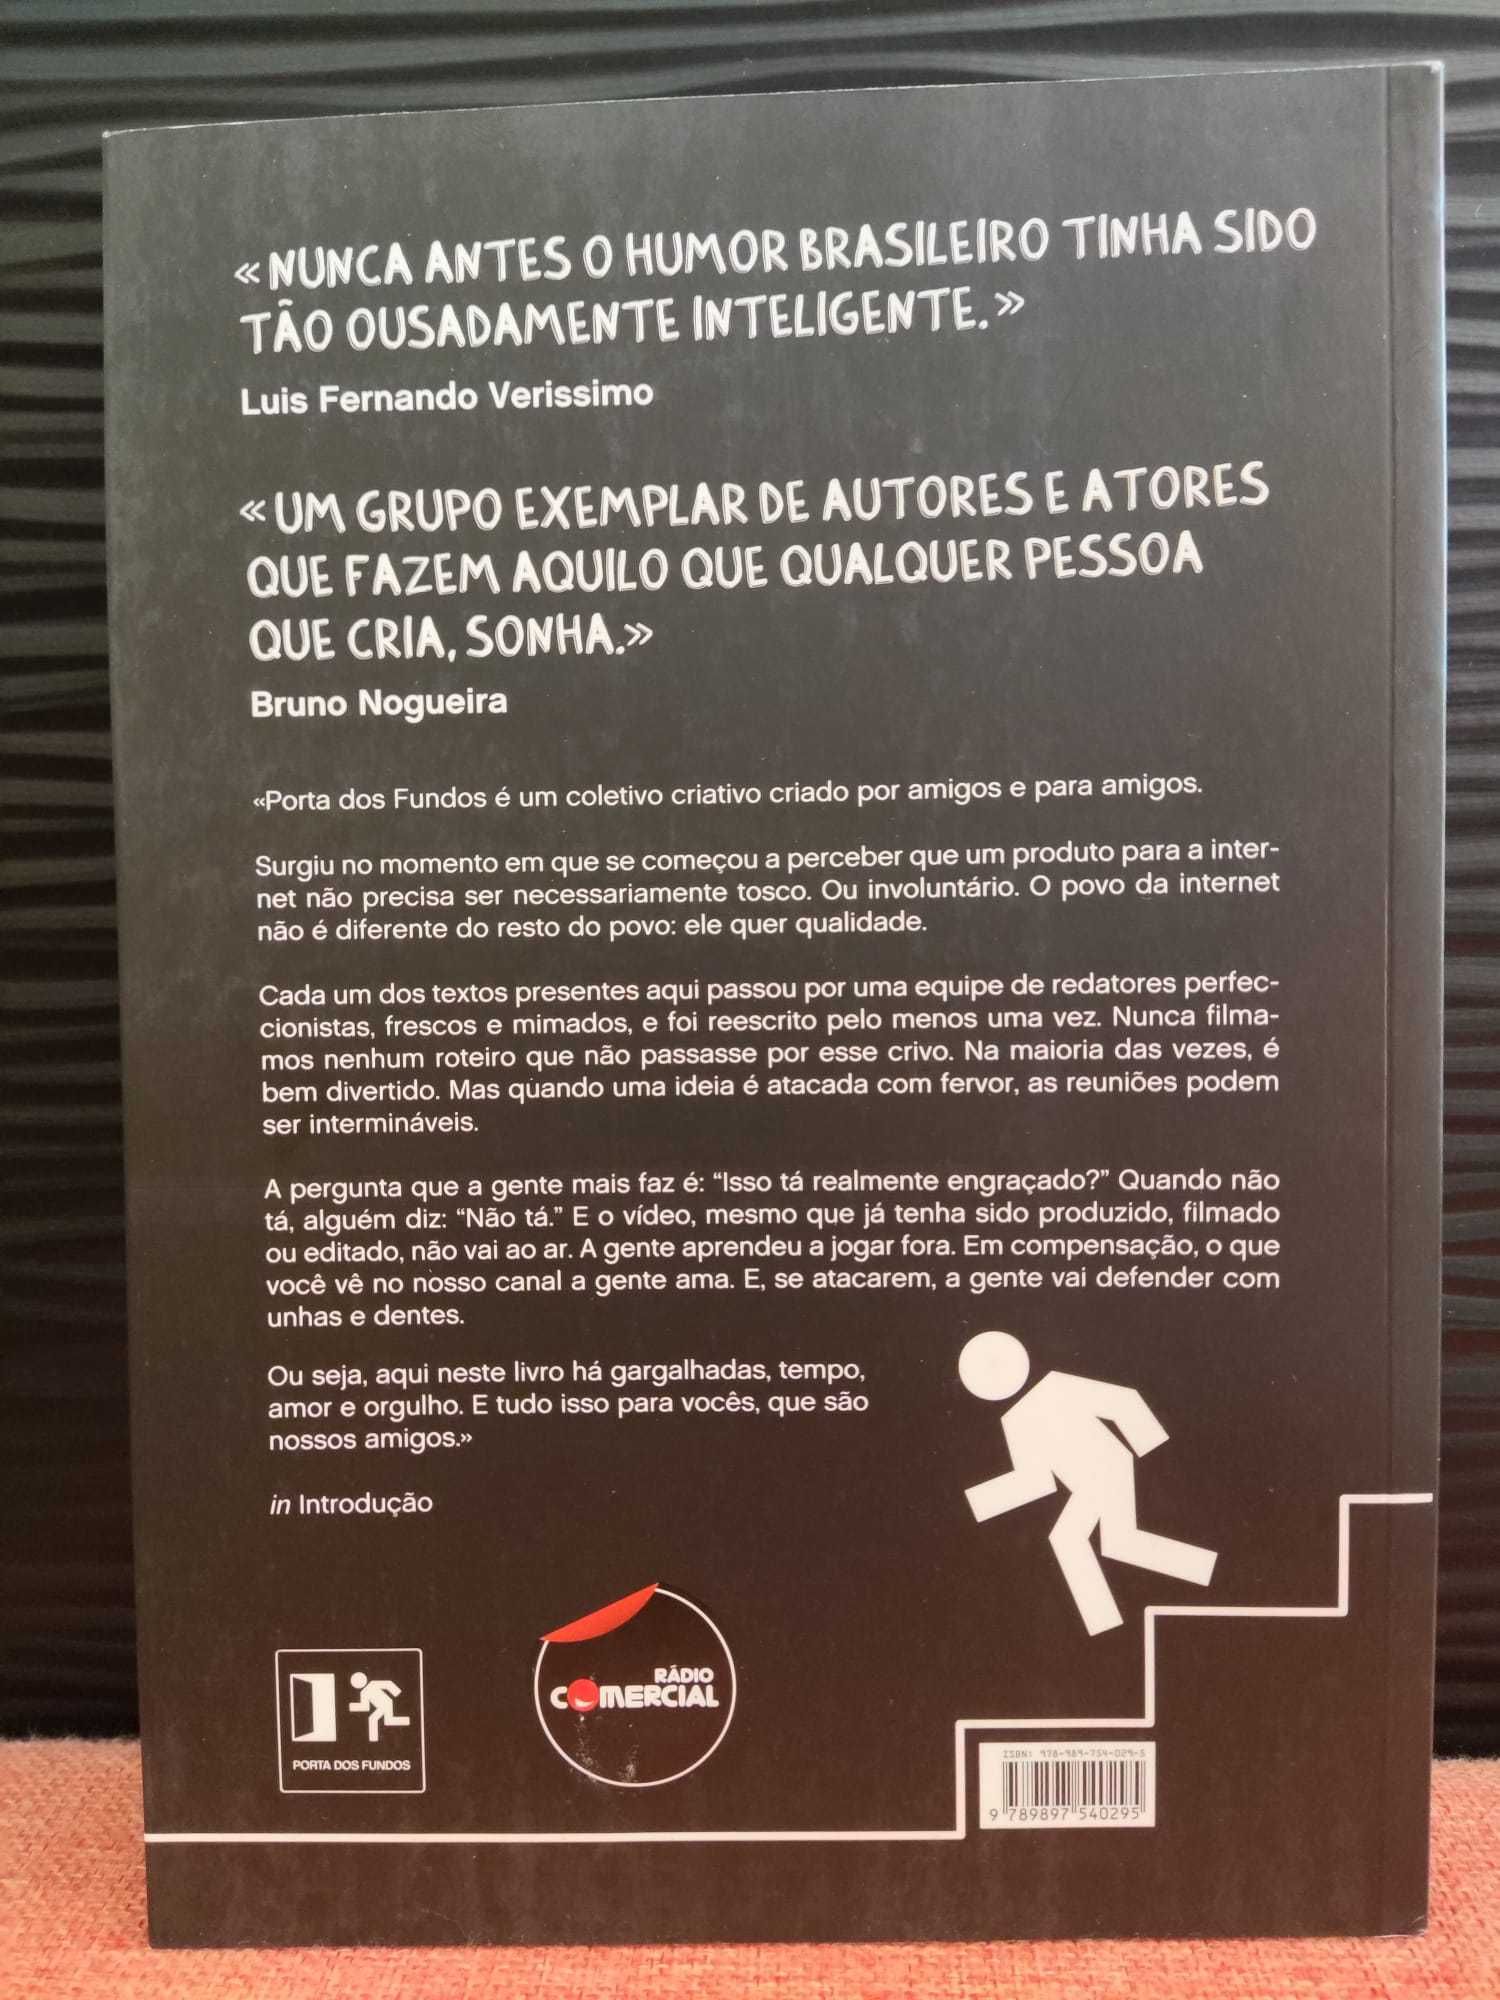 «NUNCA ANTES O HUMOR BRASILEIRO TINHA SIDO
TÃO OUSADAMENTE INTELIGENTE.»
Luis Fernando Verissimo
«UM GRUPO EXEMPLAR DE AUTORES E ATORES
QUE FAZEM AQUILO QUE QUALQUER PESSOA
QUE CRIA, SONHA.»
Bruno Nogueira
«Porta dos Fundos é um coletivo criativo criado por amigos e para amigos.
Surgiu no momento em que se começou a perceber que um produto para a inter-
net não precisa ser necessariamente tosco. Ou involuntário. O povo da internet
não é diferente do resto do povo: ele quer qualidade.
Cada um dos textos presentes aqui passou por uma equipe de redatores perfec-
cionistas, frescos e mimados, e foi reescrito pelo menos uma vez. Nunca filma-
mos nenhum roteiro que não passasse por esse crivo. Na maioria das vezes, é
bem divertido. Mas quando uma ideia é atacada com fervor, as reuniões podem
ser intermináveis.
A pergunta que a gente mais faz é: “Isso tá realmente engraçado?” Quando não
tá, alguém diz: “Não tá.” E o vídeo, mesmo que já tenha sido produzido, filmado
ou editado, não vai ao ar. A gente aprendeu a jogar fora. Em compensação, o que
você vê no nosso canal a gente ama. E, se atacarem, a gente vai defender com
unhas e dentes.
Ou seja, aqui neste livro há gargalhadas, tempo,
amor e orgulho. E tudo isso para vocês, que são
nossos amigos.»
in Introdução
PORTA DOS FUNDOS
RÁDIO
COMERCIAL
ISBN: 978-989-754-029-5
9 789897 540295